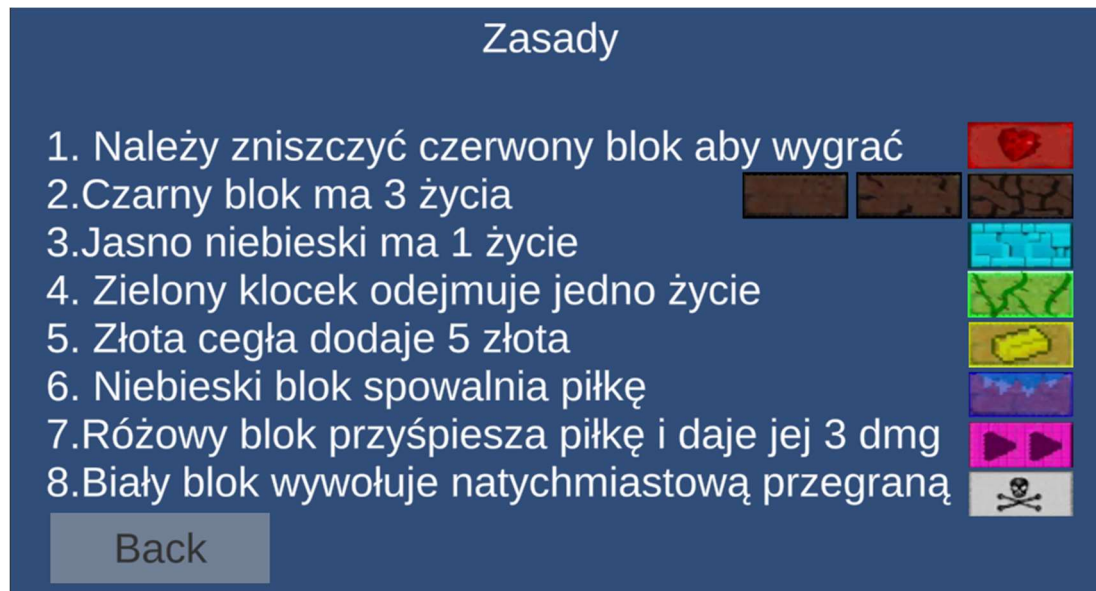 Zasady
1. Należy zniszczyć czerwony blok aby wygrać
2.Czarny blok ma 3 życia
3.Jasno niebieski ma 1 życie
4. Zielony klocek odejmuje jedno życie
5. Złota cegła dodaje 5 złota
6. Niebieski blok spowalnia piłkę
7.Różowy blok przyśpiesza piłkę i daje jej 3 dmg
8.Biały blok wywołuje natychmiastową przegraną
Back